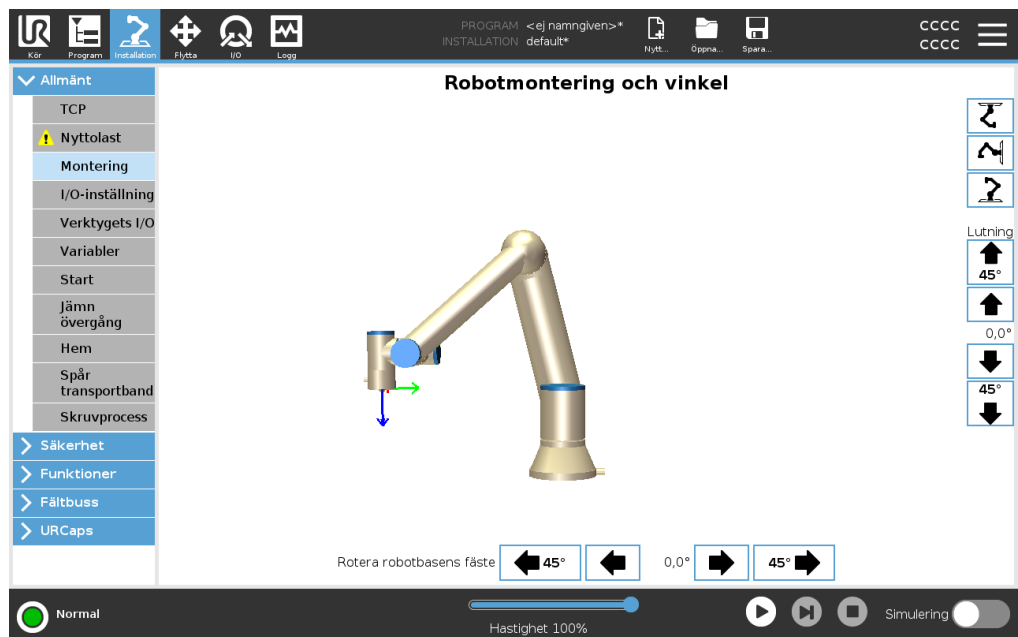 UR
Kör
Program
Installation
Flytta
I/O
Logg
PROGRAM <ej namngiven>*
INSTALLATION default*
Nytt...
Öppna...
Spara...
CCCC
CCCC
Allmänt
TCP
Nyttolast
Montering
I/O-inställning
Verktygets I/O
Variabler
Start
Jämn
övergång
Hem
Spår
transportband
Skruvprocess
Säkerhet
Funktioner
Fältbuss
URCaps
Robotmontering och vinkel
Lutning
45°
0,0°
45°
Rotera robotbasens fäste
45°
0,0°
45°
Normal
Hastighet 100%
Simulering